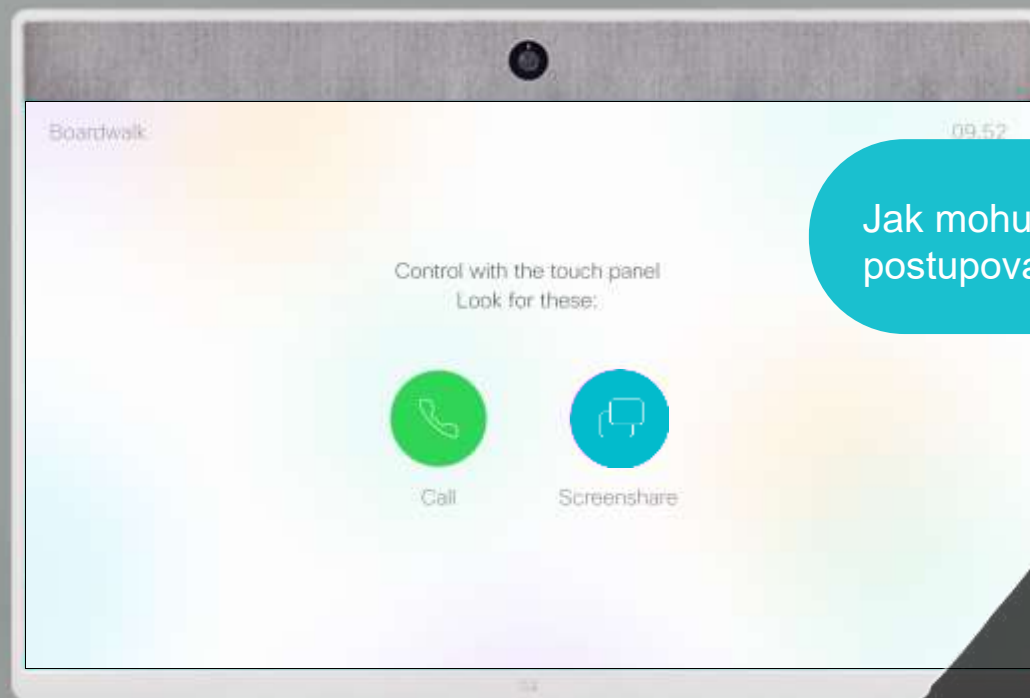 Boardwalk
09.52
Jak mohu
postupova
Control with the touch panel
Look for these:
Call
Screenshare